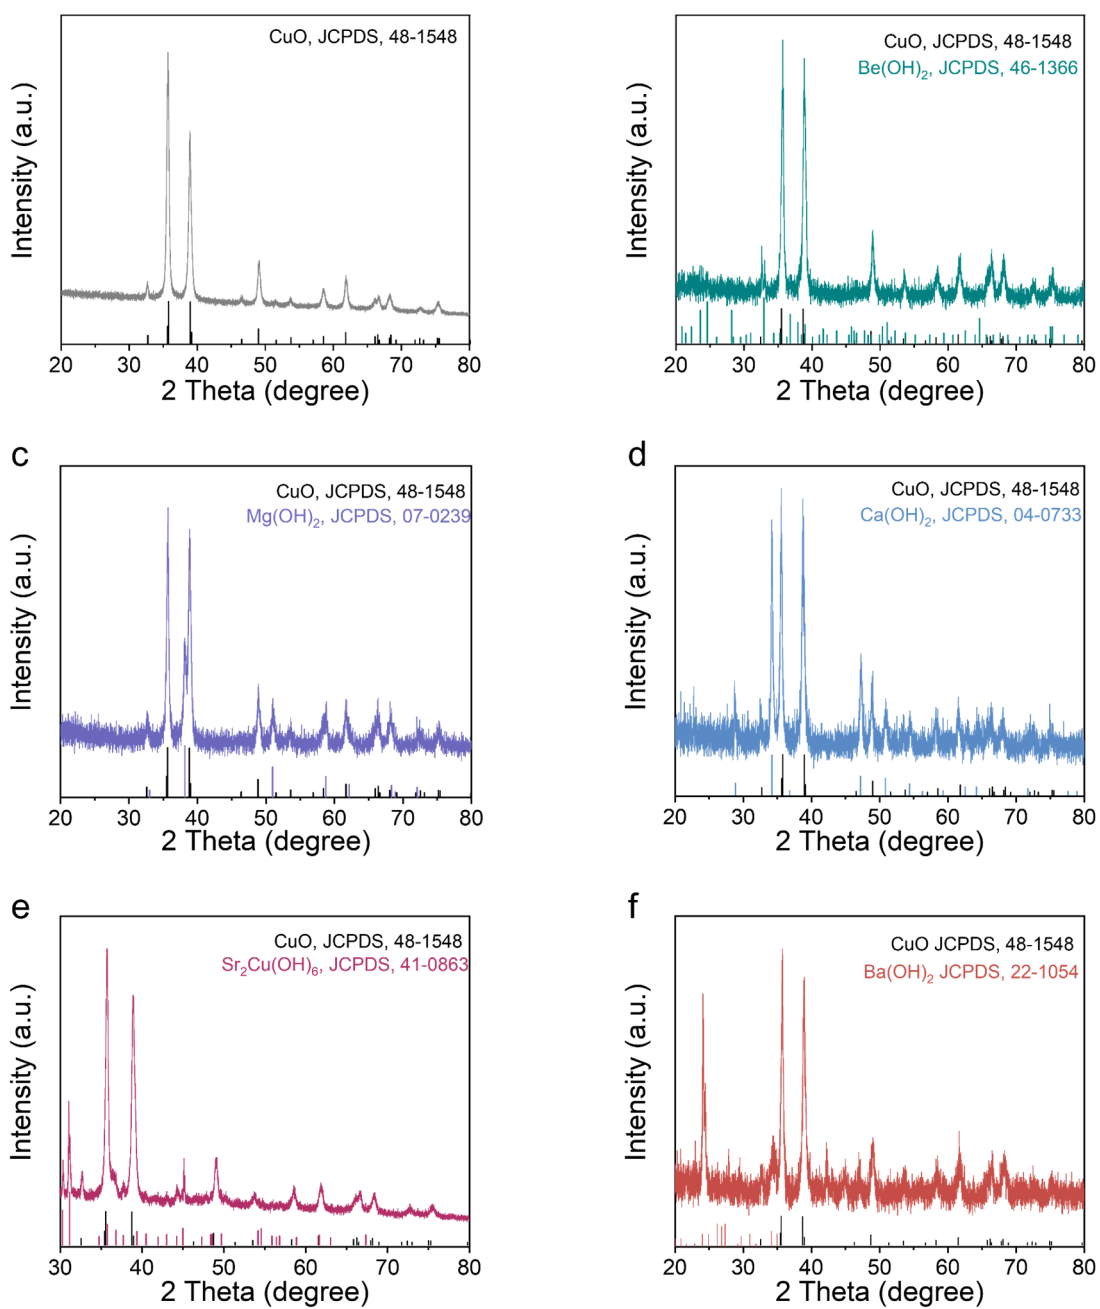 CuO, JCPDS, 48-1548
Intensity (a.u.)
20 30 40 50 60 70 80
2 Theta (degree)
CuO, JCPDS, 48-1548
Be(OH)2, JCPDS, 46-1366
Intensity (a.u.)
20 30 40 50 60 70 80
2 Theta (degree)
c
CuO, JCPDS, 48-1548
Mg(OH)2, JCPDS, 07-0239
Intensity (a.u.)
20 30 40 50 60 70 80
2 Theta (degree)
d
CuO, JCPDS, 48-1548
Ca(OH)2, JCPDS, 04-0733
Intensity (a.u.)
20 30 40 50 60 70 80
2 Theta (degree)
e
CuO, JCPDS, 48-1548
Sr2Cu(OH)6, JCPDS, 41-0863
Intensity (a.u.)
30 40 50 60 70 80
2 Theta (degree)
f
CuO JCPDS, 48-1548
Ba(OH)2 JCPDS, 22-1054
Intensity (a.u.)
20 30 40 50 60 70 80
2 Theta (degree)